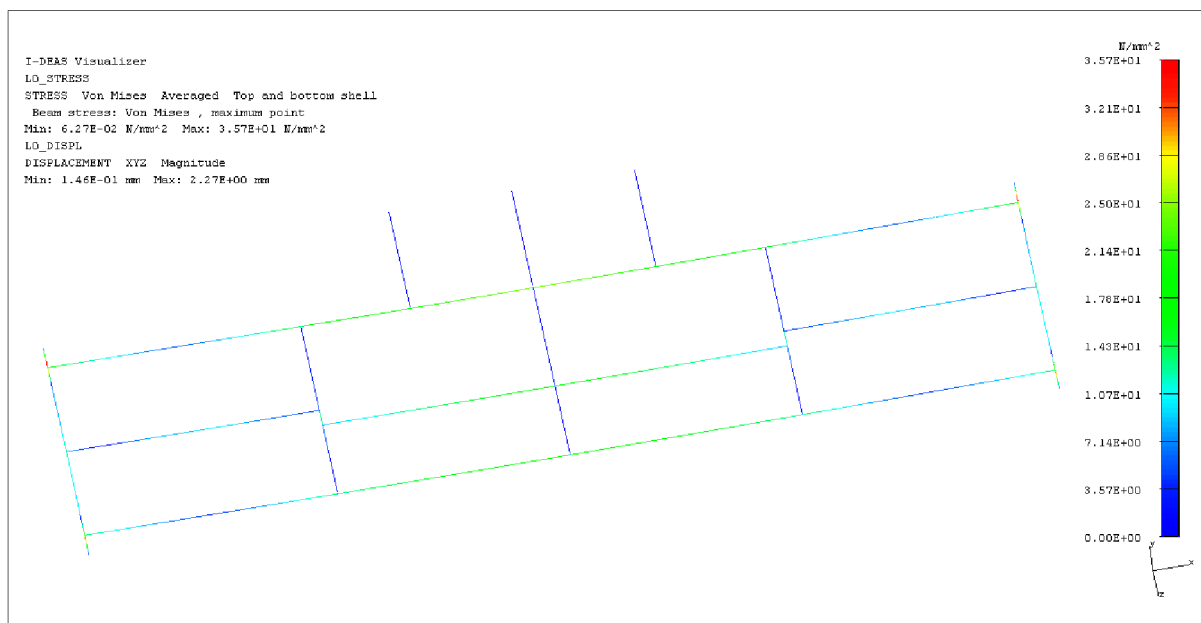 I-DEAS Visualizer
LO_STRESS
STRESS Von Mises Averaged Top and bottom shell
Beam stress: Von Mises , maximum point
Min: 6.27E-02 N/mm^2 Max: 3.57E+01 N/mm^2
LO_DISPL
DISPLACEMENT XYZ Magnitude
Min: 1.46E-01 mm Max: 2.27E+00 mm
N/mm^2
3.57E+01
3.21E+01
2.86E+01
2.50E+01
2.14E+01
1.78E+01
1.43E+01
1.07E+01
7.14E+00
3.57E+00
0.00E+00
y
x
z